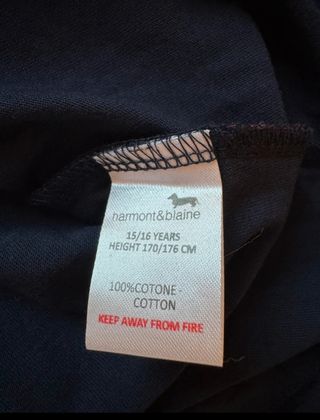 harmont&blaine
15/16 YEARS
HEIGHT 170/176 CM
100%COTONE -
COTTON
KEEP AWAY FROM FIRE